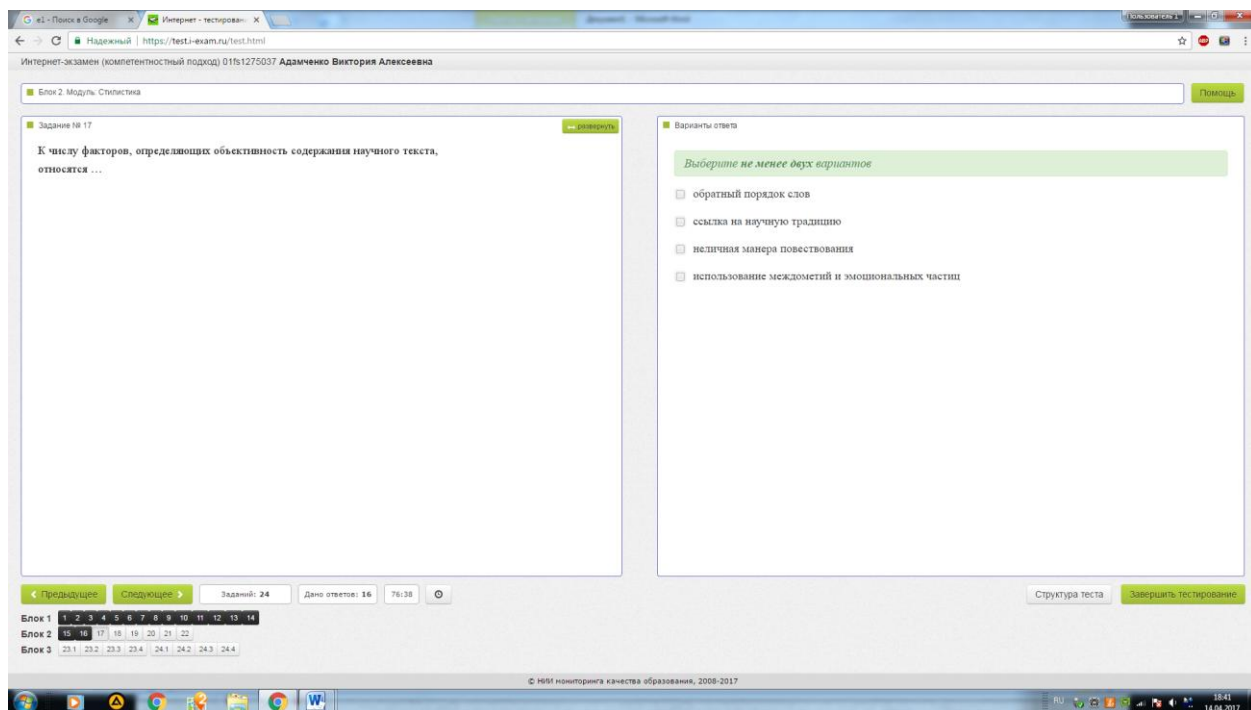 e1 - Поиск в Google
Интернет - тестирован
Пользователь 1
Надежный | https://test.i-exam.ru/test.html
Интернет-экзамен (компетентностный подход) 01fs1275037 Адамченко Виктория Алексеевна
Блок 2. Модуль: Стилистика
Помощь
Задание № 17
развернуть
К числу факторов, определяющих объективность содержания научного текста,
относятся …
Варианты ответа
Выберите не менее двух вариантов
обратный порядок слов
ссылка на научную традицию
неличная манера повествования
использование междометий и эмоциональных частиц
Предыдущее
Следующее
Заданий: 24
Дано ответов: 16
76:38
Структура теста
Завершить тестирование
Блок 1 1 2 3 4 5 6 7 8 9 10 11 12 13 14
Блок 2 15 16 17 18 19 20 21 22
Блок 3 23.1 23.2 23.3 23.4 24.1 24.2 24.3 24.4
© НИИ мониторинга качества образования, 2008-2017
RU
18:41
14.04.2017